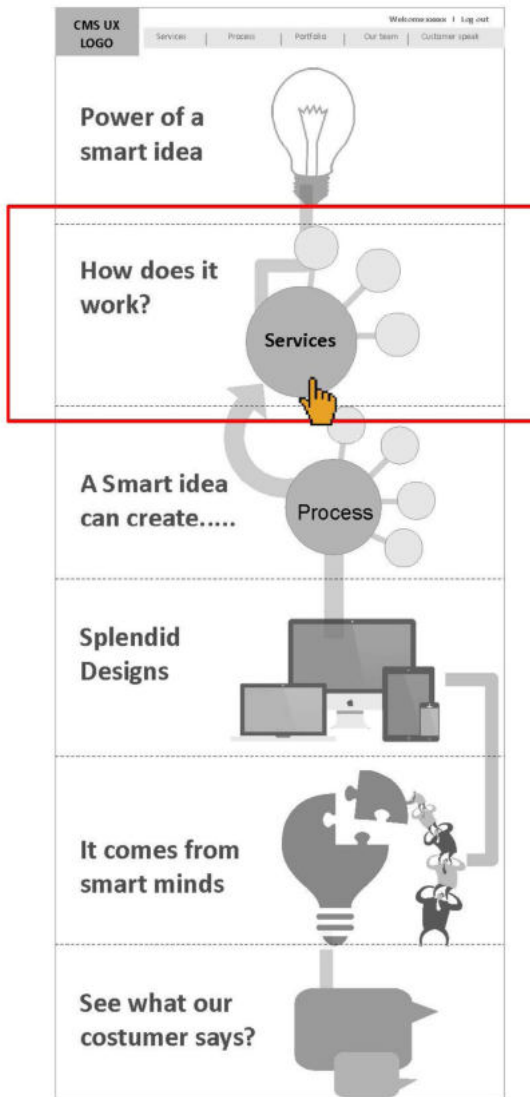 CMS UX
LOGO
Welcome xxxxx | Log out
Services | Process | Portfolio | Our team | Customer speak
Power of a
smart idea
How does it
work?
Services
A Smart idea
can create.....
Process
Splendid
Designs
It comes from
smart minds
See what our
costumer says?